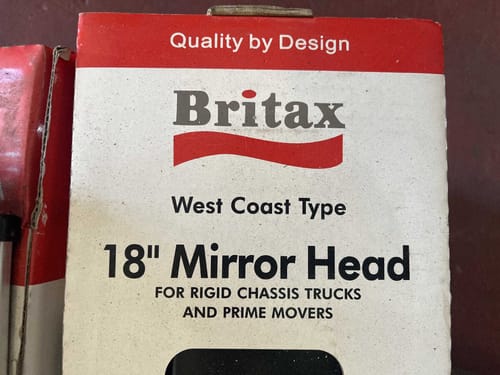 Quality by Design
Britax
West Coast Type
18" Mirror Head
FOR RIGID CHASSIS TRUCKS
AND PRIME MOVERS